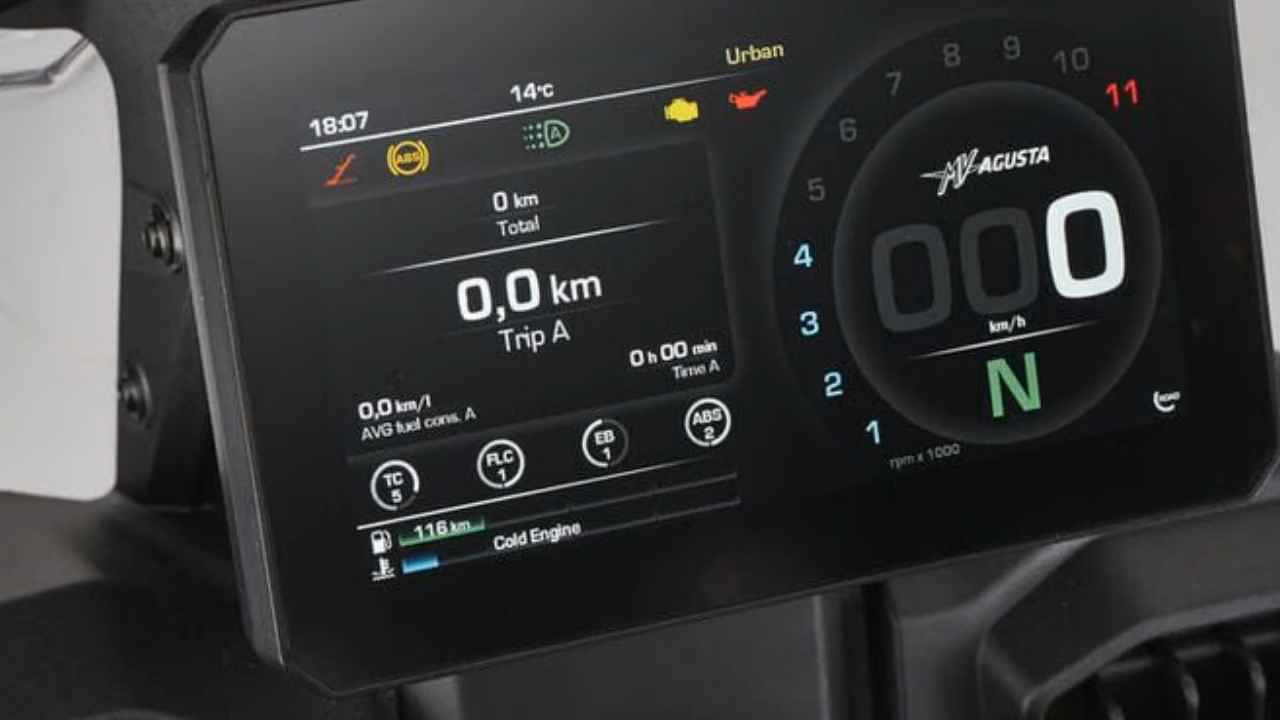 Urban
14°C
18:07
ABS
A
0 km
Total
0,0 km
Trip A
0 h 00 min
Time A
0,0 km/l
AVG fuel cons. A
TC
5
FLC
1
EB
1
ABS
2
116 km
Cold Engine
1
2
3
4
5
6
7
8
9
10
11
MV AGUSTA
000
km/h
N
rpm x 1000
ROAD